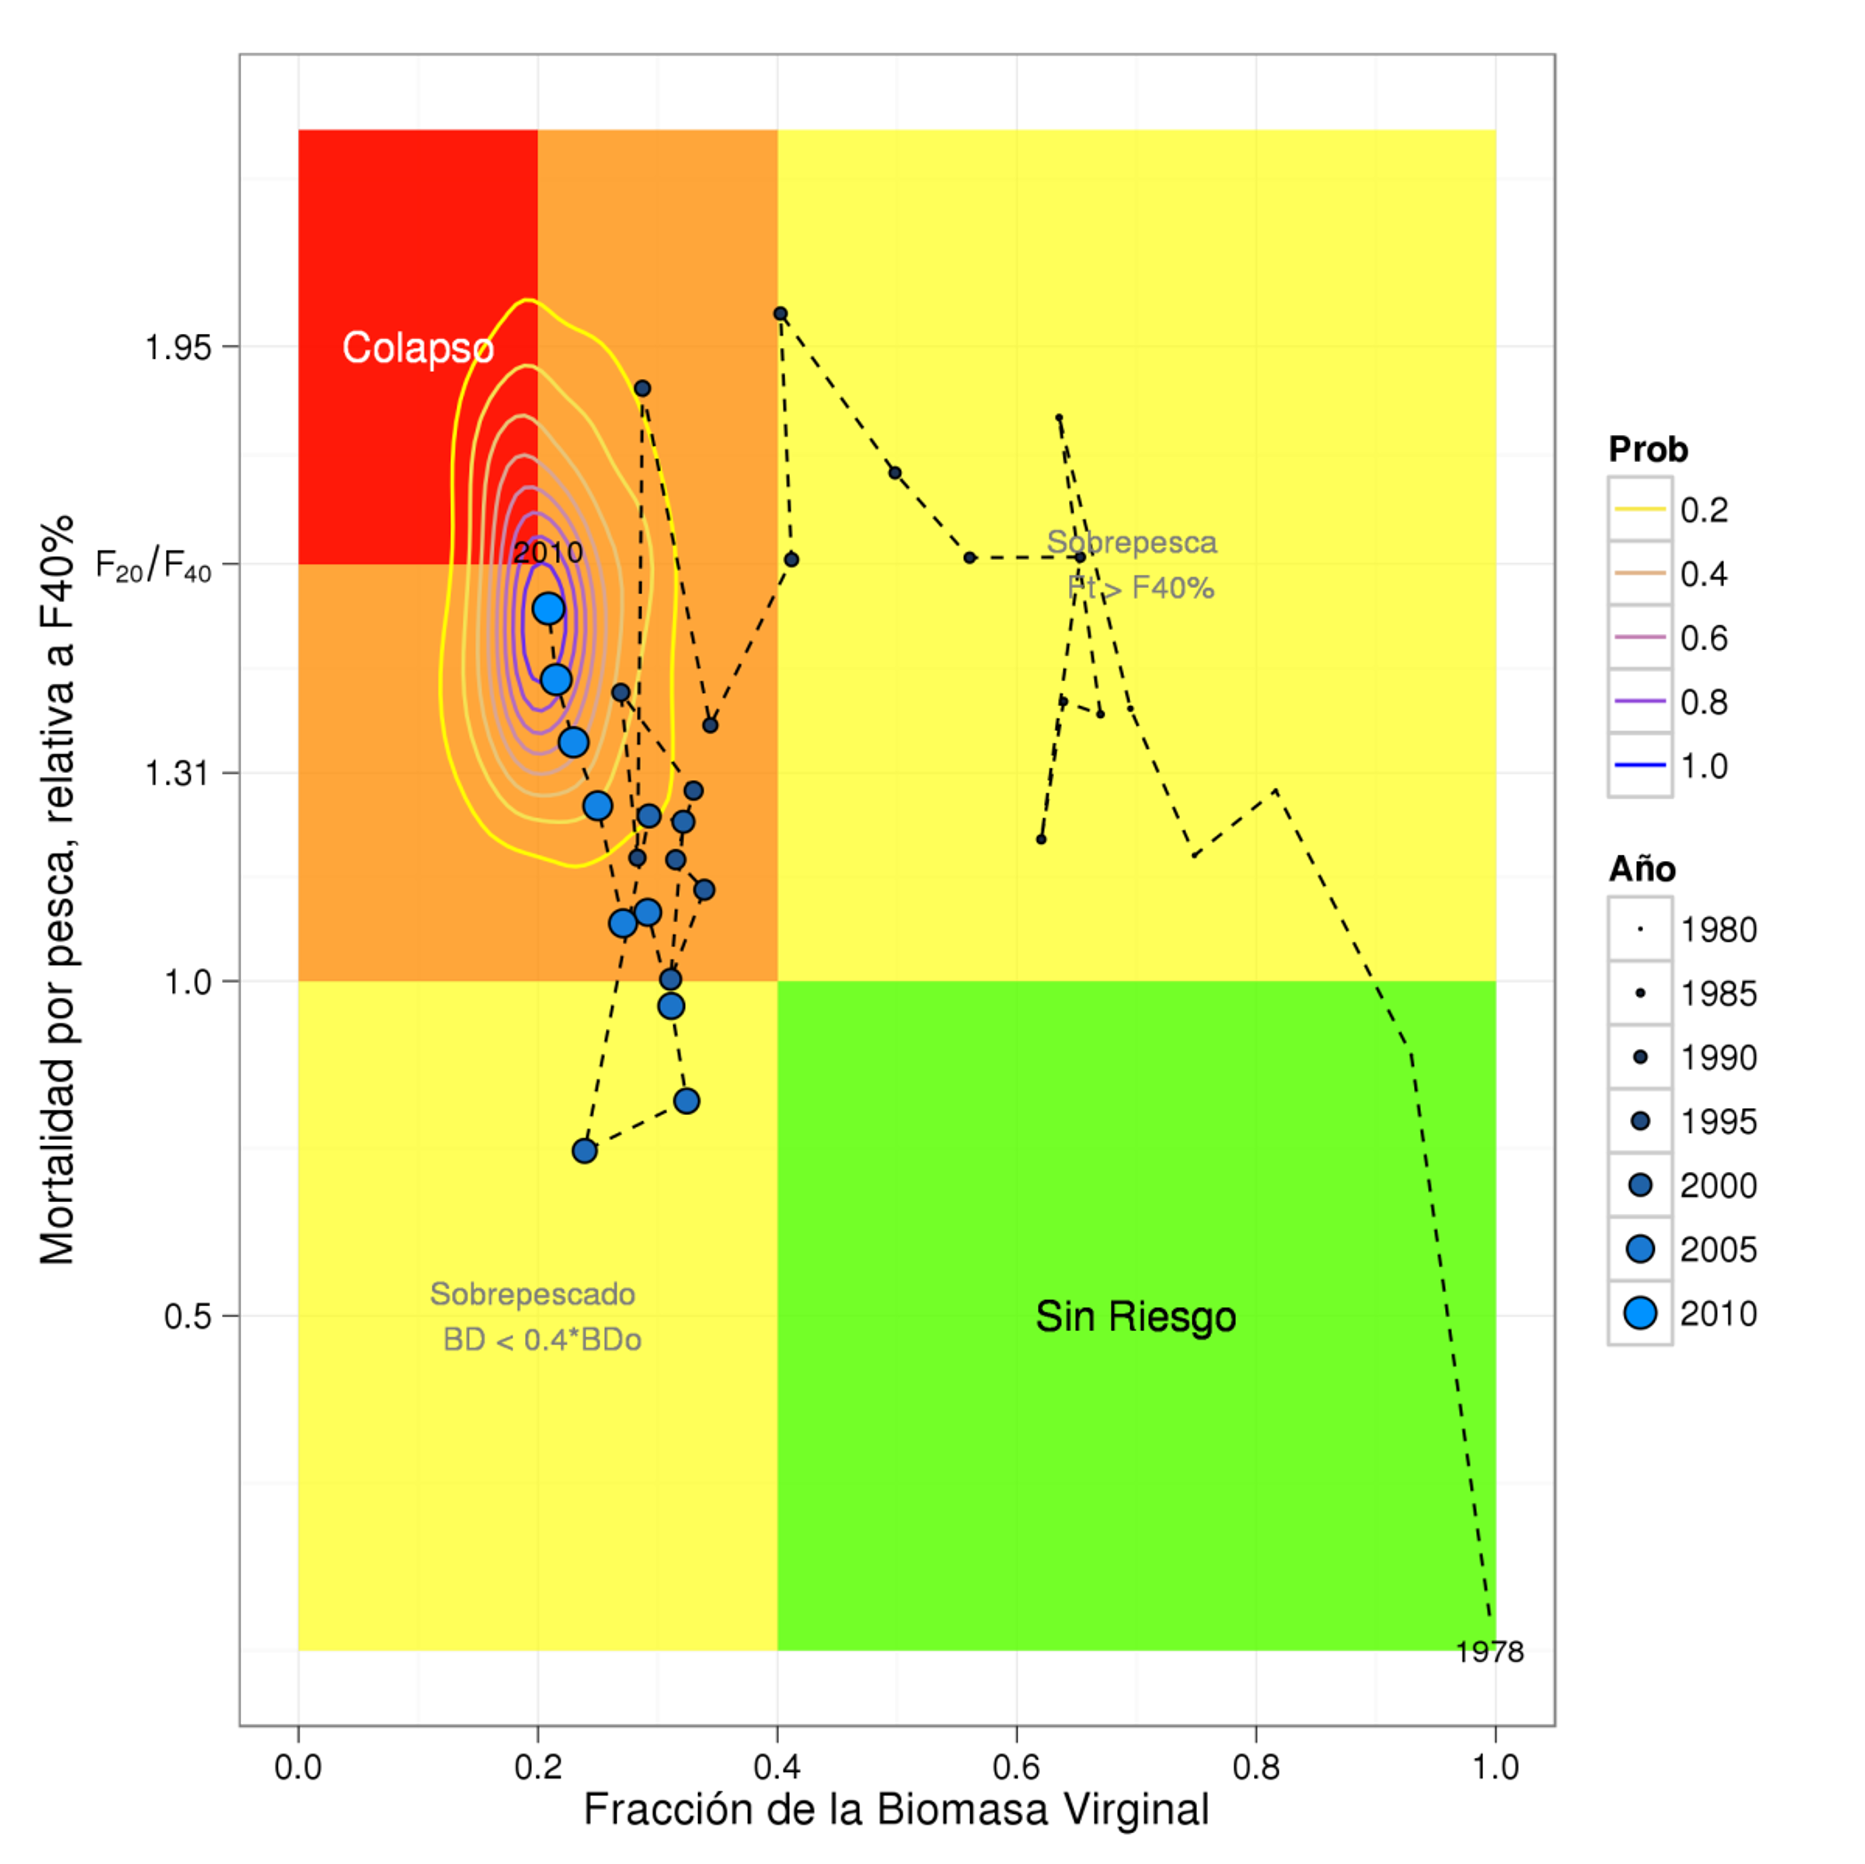 Mortalidad por pesca, relativa a F40%
1.95
F₂₀/F₄₀
1.31
1.0
0.5
Colapso
2010
Sobrepesca
Ft > F40%
Sobrepescado
BD < 0.4*BDo
Sin Riesgo
1978
0.0
0.2
0.4
0.6
0.8
1.0
Fracción de la Biomasa Virginal
Prob
0.2
0.4
0.6
0.8
1.0
Año
1980
1985
1990
1995
2000
2005
2010